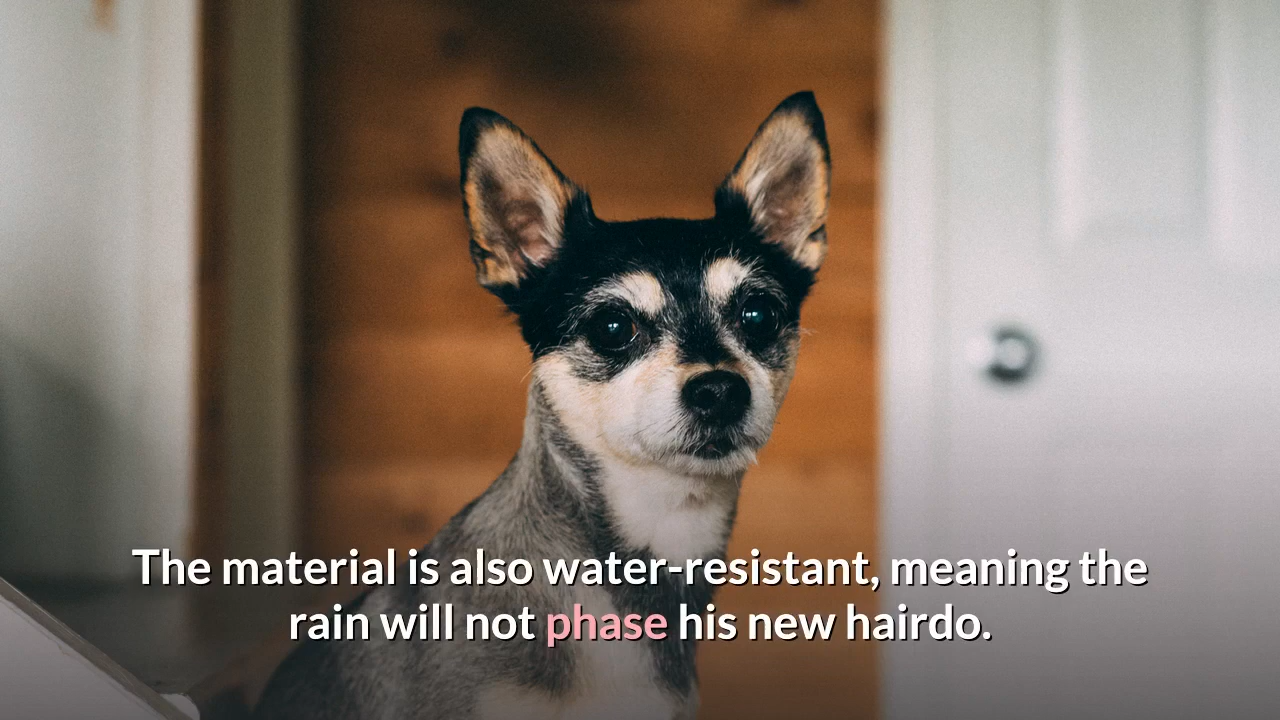 The material is also water-resistant, meaning the
rain will not phase his new hairdo.